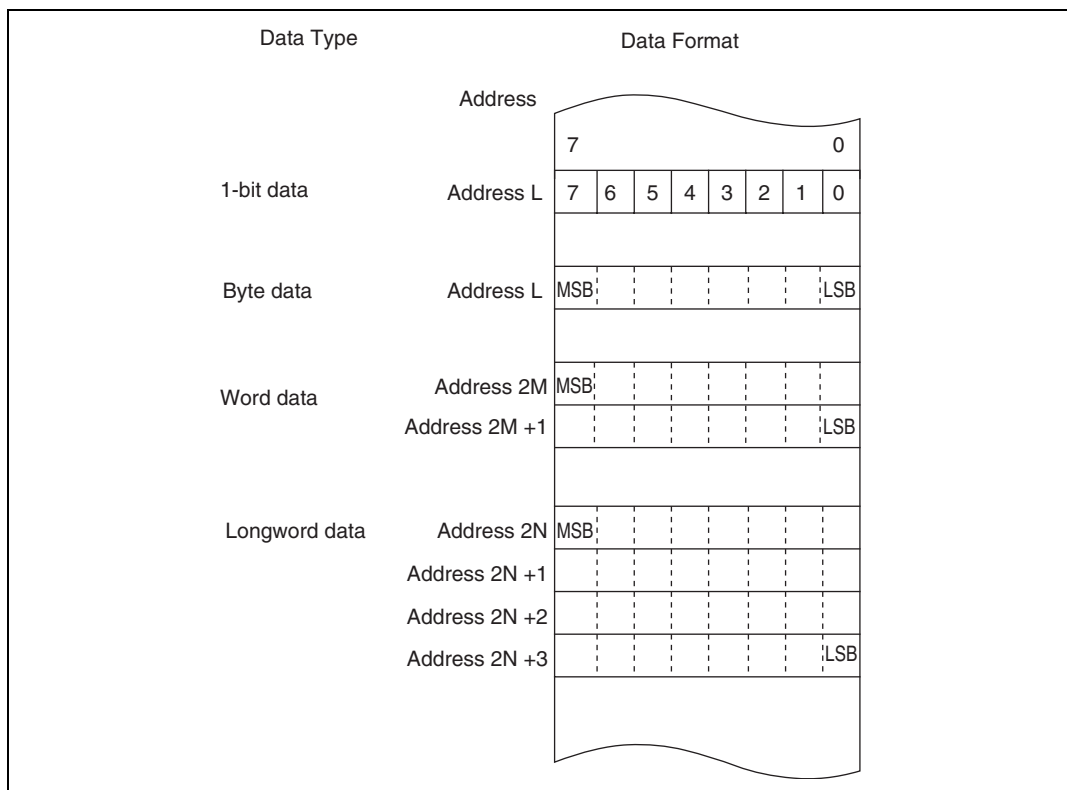 Data Type Data Format
Address
7 0
1-bit data Address L 7 6 5 4 3 2 1 0
Byte data Address L MSB LSB
Address 2M MSB
Word data
Address 2M +1 LSB
Longword data Address 2N MSB
Address 2N +1
Address 2N +2
Address 2N +3 LSB